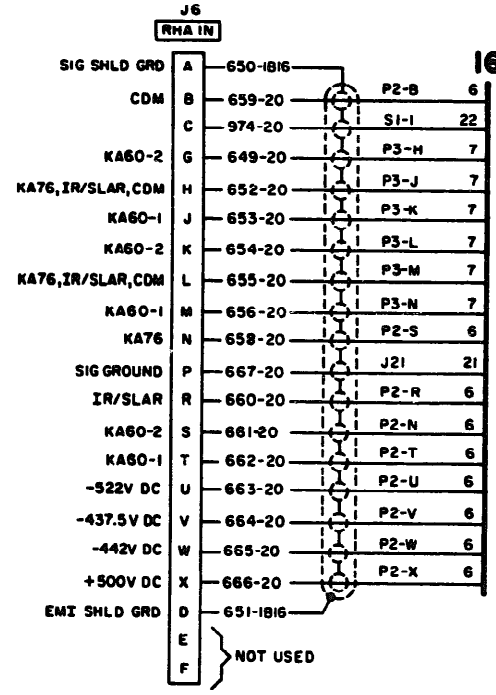 J6
RHA IN
16
SIG SHLD GRD A 650-1B16
CDM B 659-20 P2-B 6
C 974-20 S1-1 22
KA60-2 G 649-20 P3-H 7
KA76,IR/SLAR,CDM H 652-20 P3-J 7
KA60-1 J 653-20 P3-K 7
KA60-2 K 654-20 P3-L 7
KA76,IR/SLAR,CDM L 655-20 P3-M 7
KA60-1 M 656-20 P3-N 7
KA76 N 658-20 P2-S 6
SIG GROUND P 667-20 J21 21
IR/SLAR R 660-20 P2-R 6
KA60-2 S 661-20 P2-N 6
KA60-1 T 662-20 P2-T 6
-522V DC U 663-20 P2-U 6
-437.5V DC V 664-20 P2-V 6
-442V DC W 665-20 P2-W 6
+500V DC X 666-20 P2-X 6
EMI SHLD GRD D 651-1B16
E
F
NOT USED